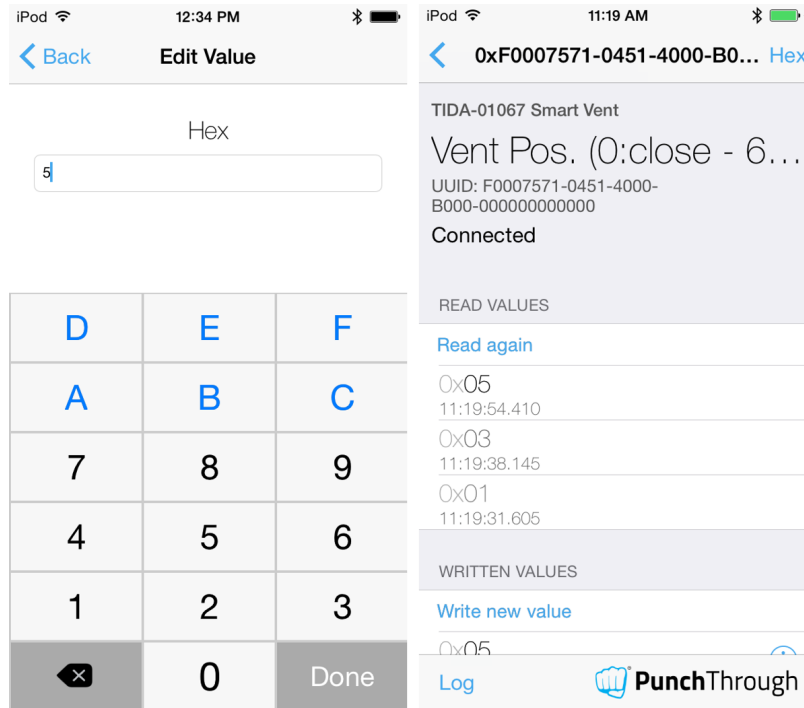 iPod 12:34 PM
Back Edit Value
Hex
5
D E F
A B C
7 8 9
4 5 6
1 2 3
0 Done
iPod 11:19 AM
0xF0007571-0451-4000-B0... Hex
TIDA-01067 Smart Vent
Vent Pos. (0:close - 6...
UUID: F0007571-0451-4000-
B000-000000000000
Connected
READ VALUES
Read again
0x05
11:19:54.410
0x03
11:19:38.145
0x01
11:19:31.605
WRITTEN VALUES
Write new value
0x05
Log PunchThrough